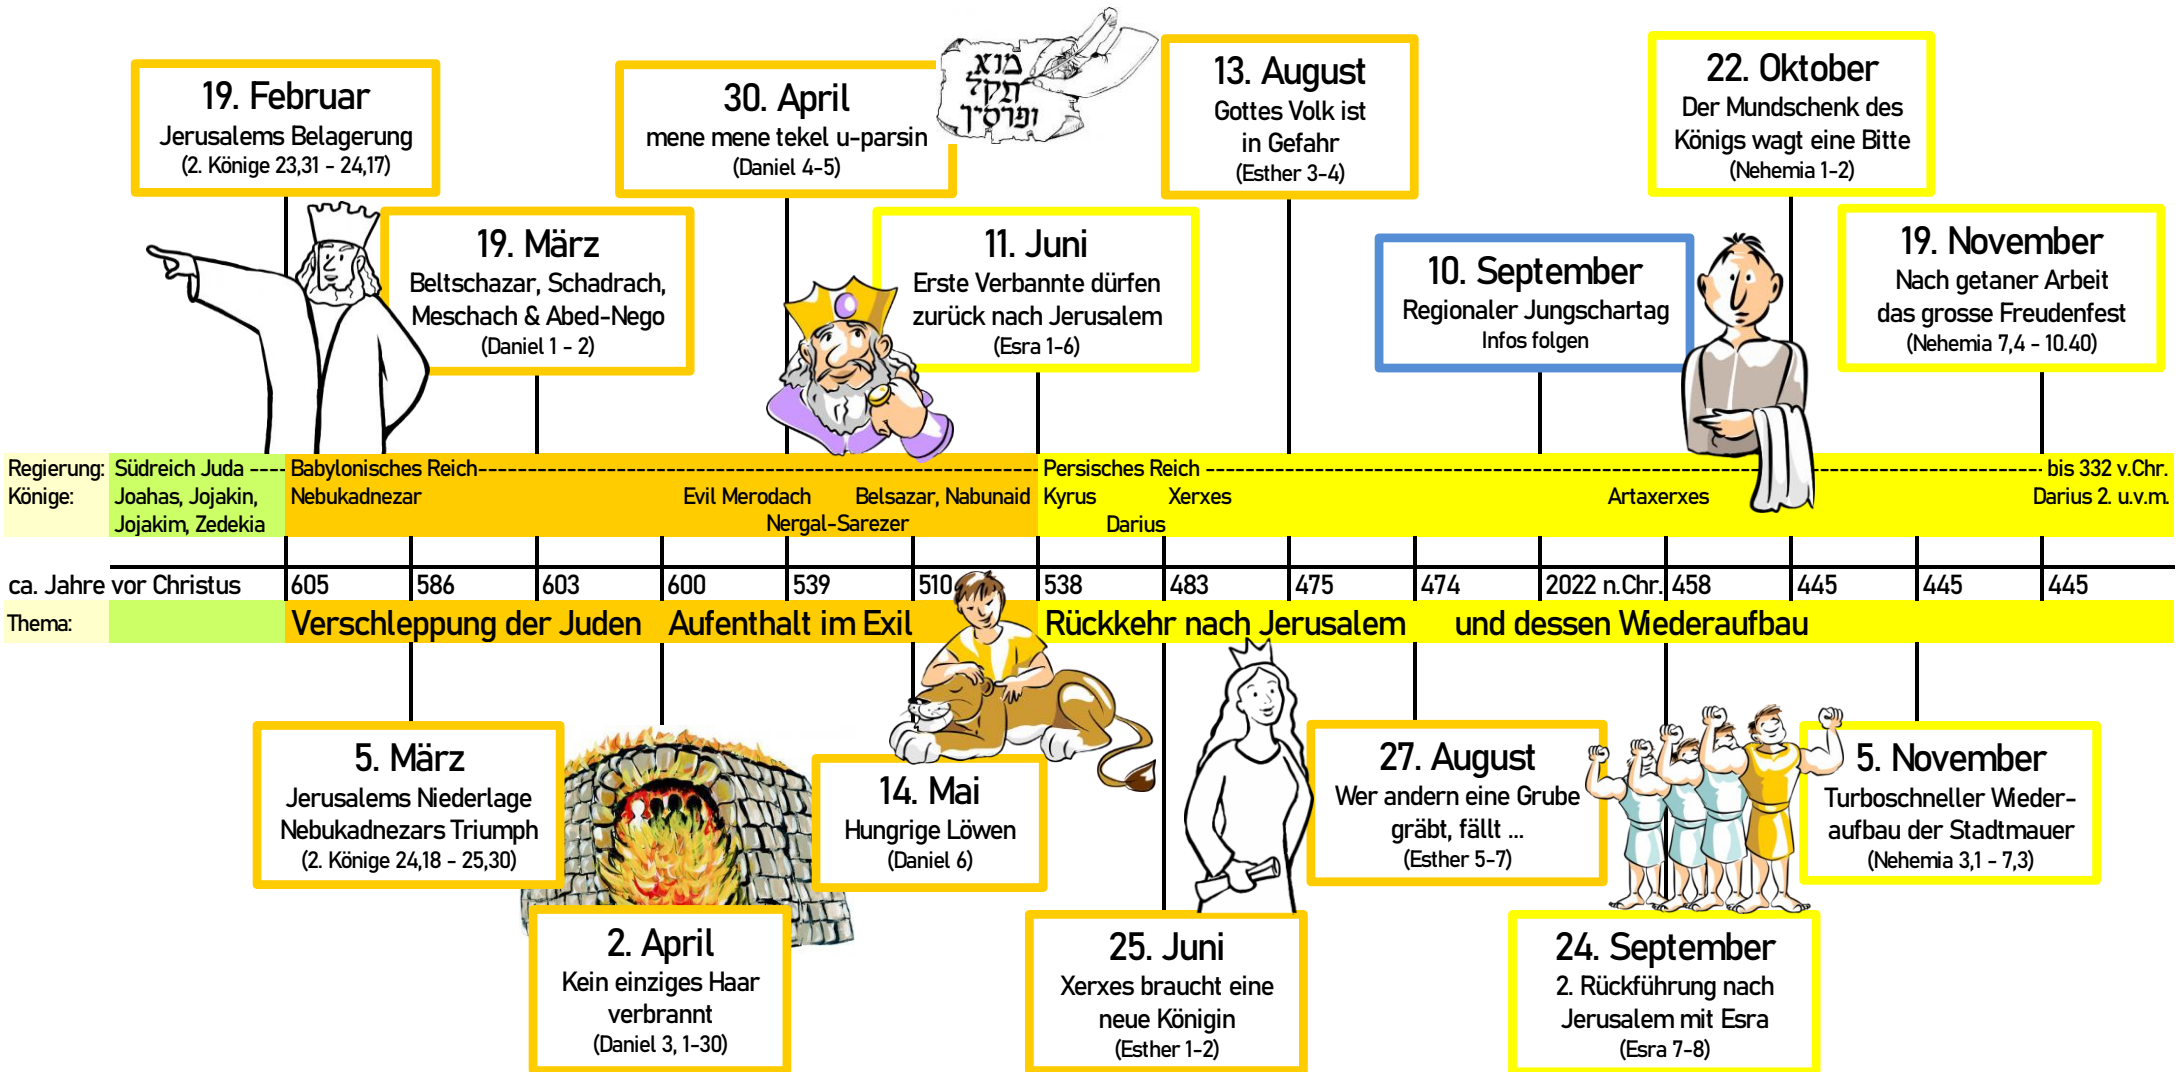 19. Februar
Jerusalems Belagerung
(2. Könige 23,31 - 24,17)
30. April
mene mene tekel u-parsin
(Daniel 4-5)
מוא
תקל
ופרסין
13. August
Gottes Volk ist
in Gefahr
(Esther 3-4)
22. Oktober
Der Mundschenk des
Königs wagt eine Bitte
(Nehemia 1-2)
19. März
Beltschazar, Schadrach,
Meschach & Abed-Nego
(Daniel 1 - 2)
11. Juni
Erste Verbannte dürfen
zurück nach Jerusalem
(Esra 1-6)
10. September
Regionaler Jungschartag
Infos folgen
19. November
Nach getaner Arbeit
das grosse Freudenfest
(Nehemia 7,4 - 10.40)
Regierung: Südreich Juda ---- Babylonisches Reich---- Persisches Reich ---- bis 332 v.Chr.
Könige: Joahas, Jojakin, Nebukadnezar Evil Merodach Belsazar, Nabunaid Kyrus Xerxes Artaxerxes Darius 2. u.v.m.
Jojakim, Zedekia Nergal-Sarezer Darius
ca. Jahre vor Christus 605 586 603 600 539 510 538 483 475 474 2022 n.Chr. 458 445 445 445
Thema: Verschleppung der Juden Aufenthalt im Exil Rückkehr nach Jerusalem und dessen Wiederaufbau
5. März
Jerusalems Niederlage
Nebukadnezars Triumph
(2. Könige 24,18 - 25,30)
14. Mai
Hungrige Löwen
(Daniel 6)
27. August
Wer andern eine Grube
gräbt, fällt ...
(Esther 5-7)
5. November
Turboschneller Wieder-
aufbau der Stadtmauer
(Nehemia 3,1 - 7,3)
2. April
Kein einziges Haar
verbrannt
(Daniel 3, 1-30)
25. Juni
Xerxes braucht eine
neue Königin
(Esther 1-2)
24. September
2. Rückführung nach
Jerusalem mit Esra
(Esra 7-8)